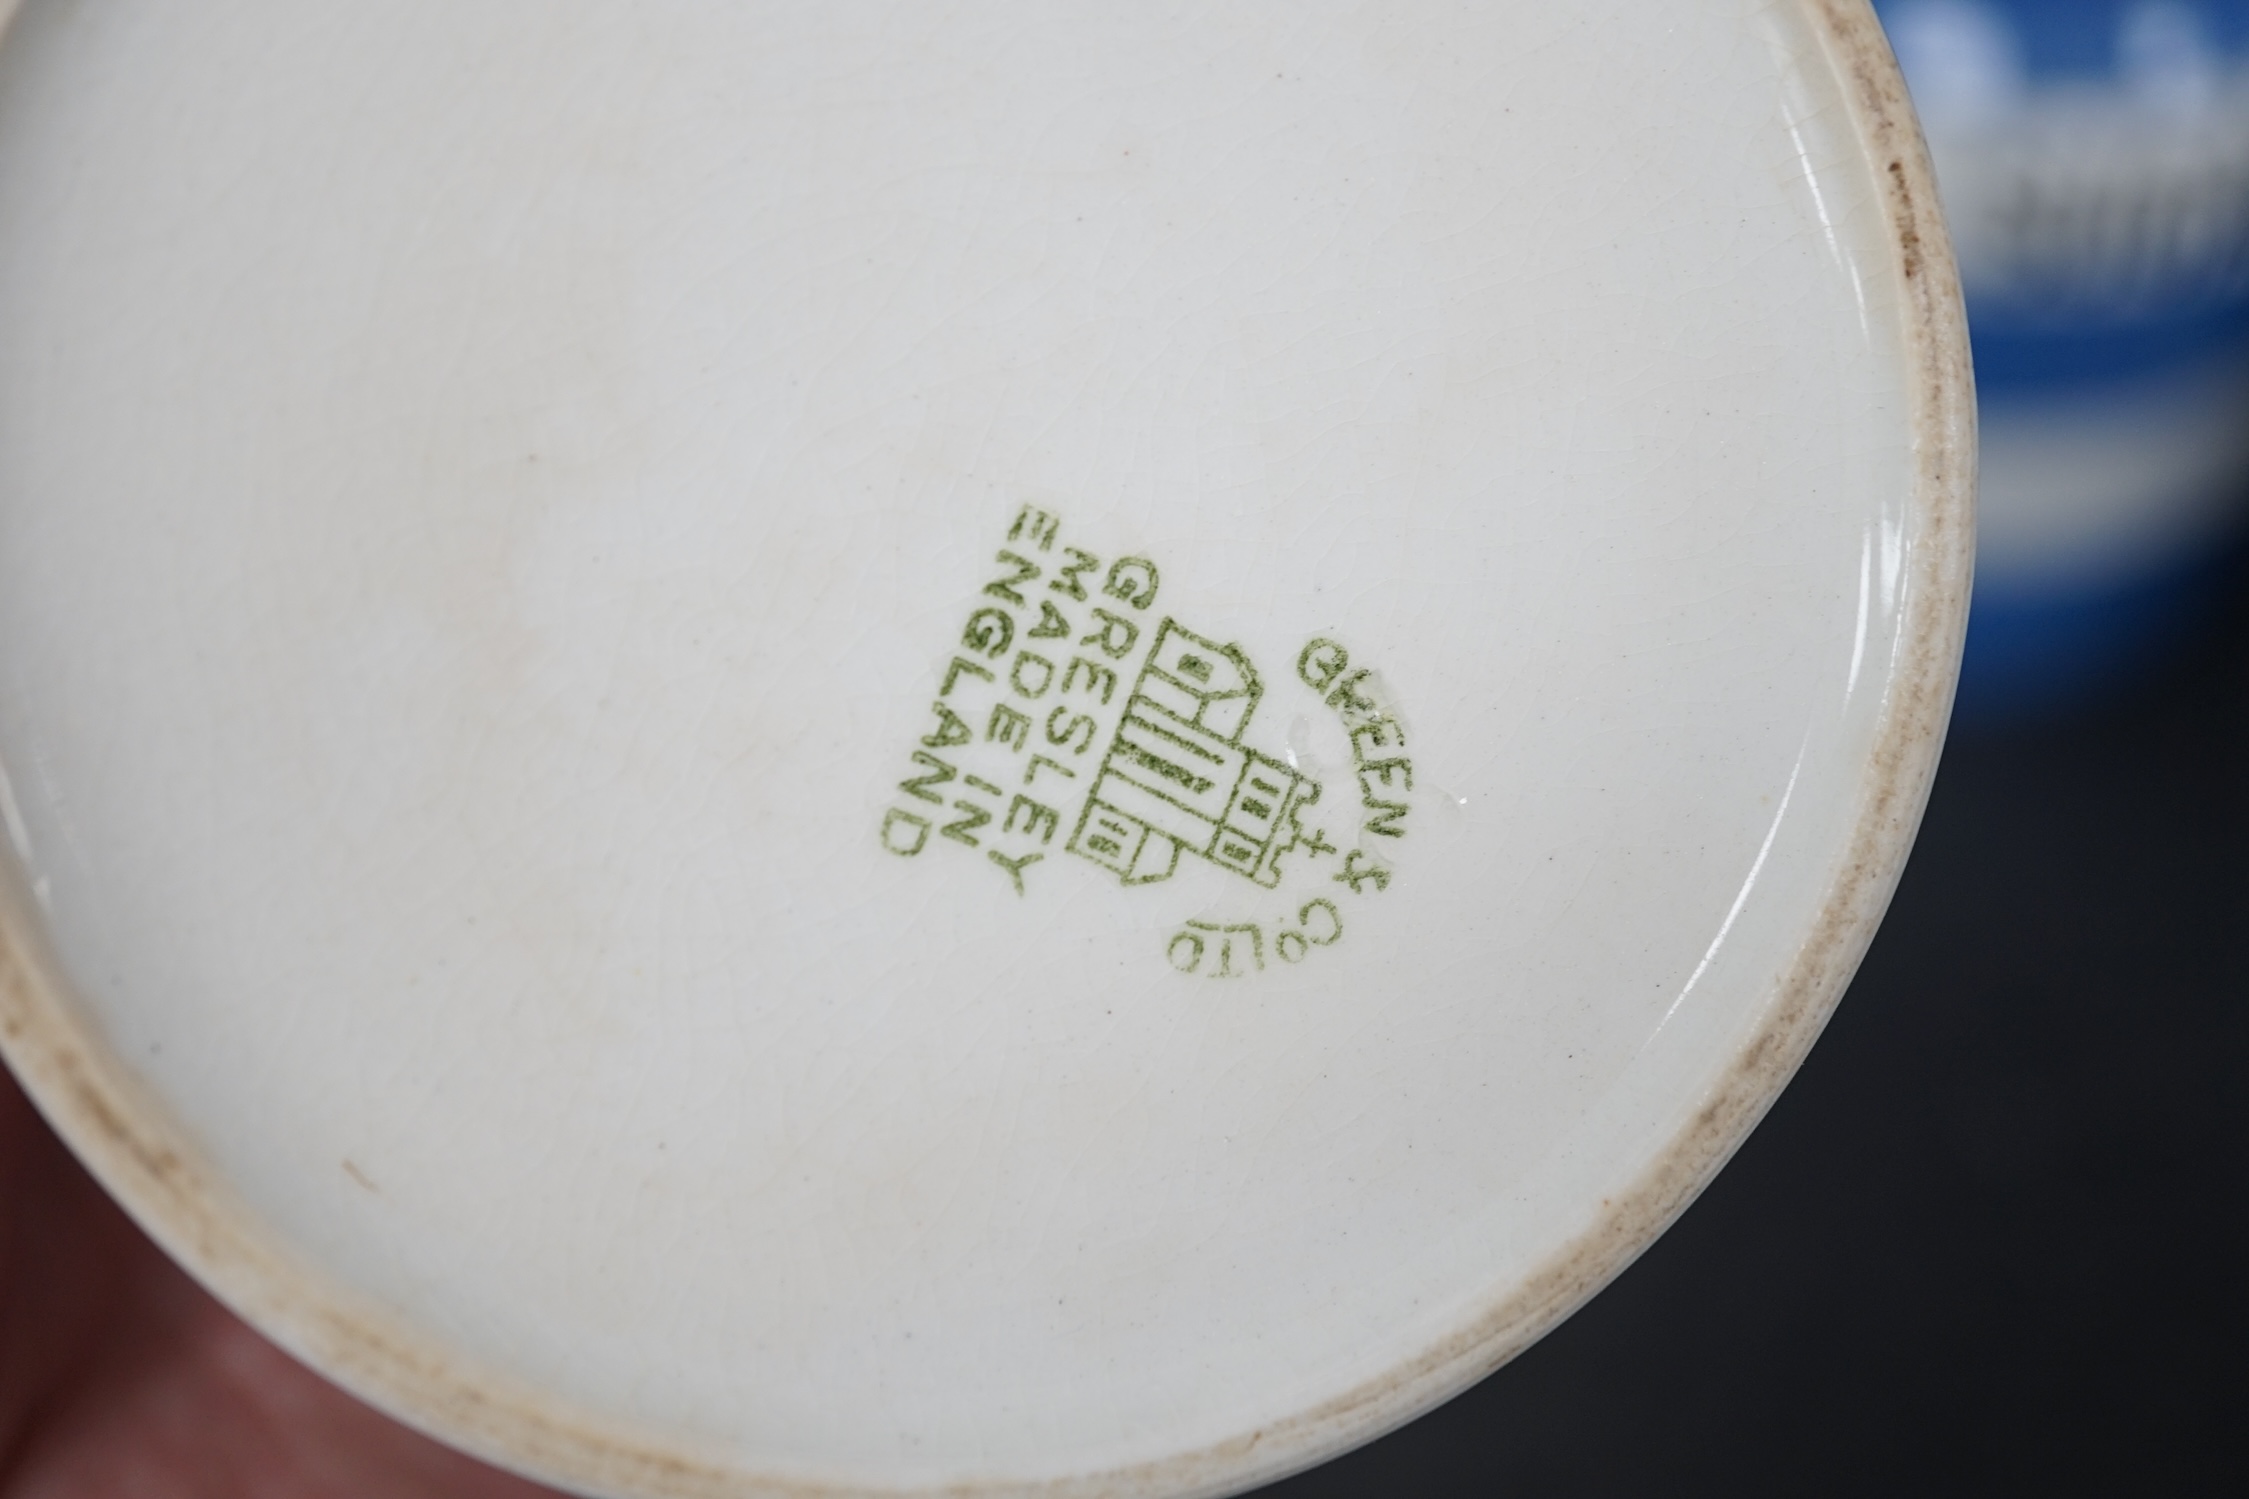 GREEN & Co LTD
GRESLEY
MADE IN
ENGLAND